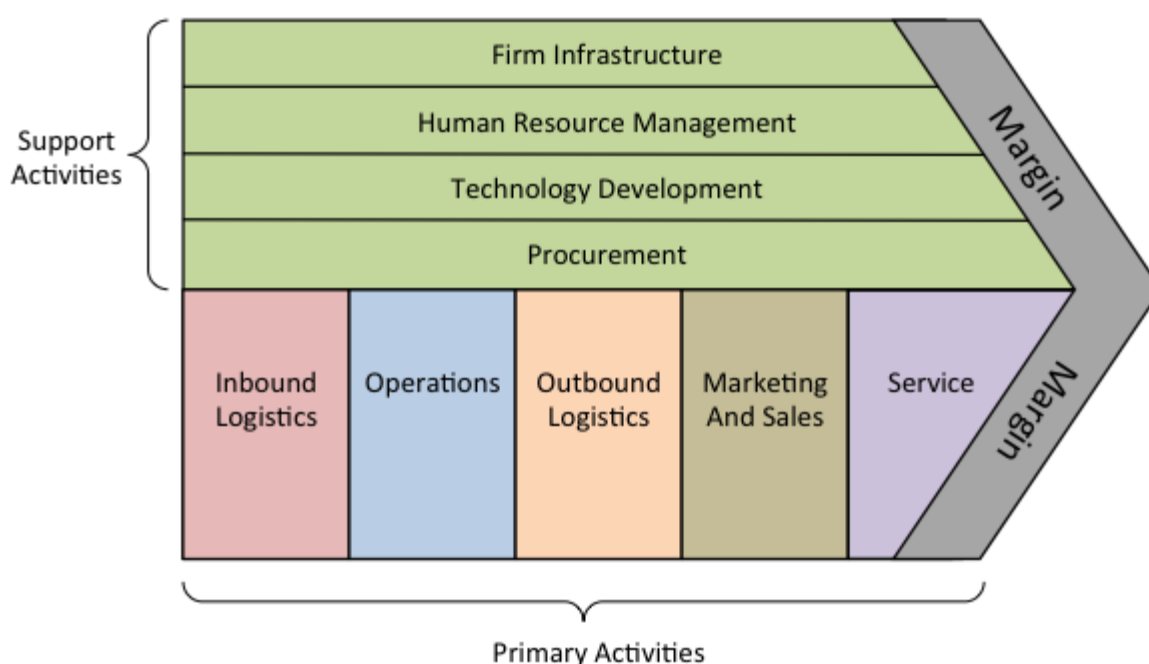 Firm Infrastructure
Human Resource Management
Technology Development
Procurement
Support
Activities
Margin
Inbound
Logistics
Operations
Outbound
Logistics
Marketing
And Sales
Service
Margin
Primary Activities